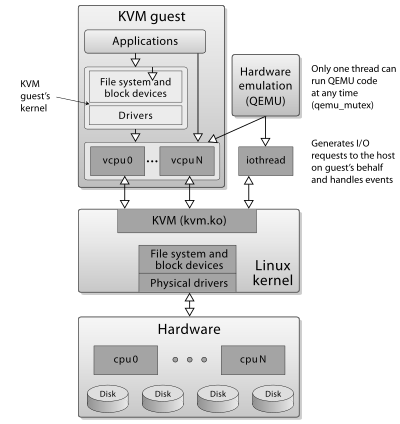 KVM guest
Applications
File system and
block devices
Drivers
KVM
guest's
kernel
vcpu0 ... vcpuN
Hardware
emulation
(QEMU)
Only one thread can
run QEMU code
at any time
(qemu_mutex)
iothread
Generates I/O
requests to the host
on guest's behalf
and handles events
KVM (kvm.ko)
File system and
block devices
Physical drivers
Linux
kernel
Hardware
cpu0
cpuN
Disk
Disk
Disk
Disk